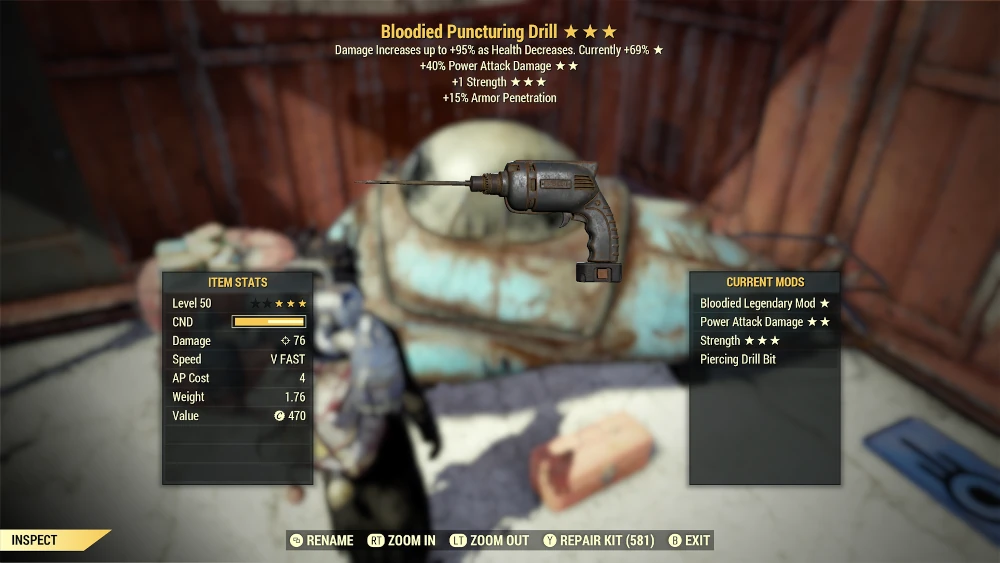 Bloodied Puncturing Drill ★ ★ ★
Damage Increases up to +95% as Health Decreases. Currently +69% ★
+40% Power Attack Damage ★ ★
+1 Strength ★ ★ ★
+15% Armor Penetration
ITEM STATS
Level 50 ★ ★ ★ ★ ★
CND
Damage 76
Speed V FAST
AP Cost 4
Weight 1.76
Value 470
CURRENT MODS
Bloodied Legendary Mod ★
Power Attack Damage ★ ★
Strength ★ ★ ★
Piercing Drill Bit
INSPECT
RENAME RT ZOOM IN LT ZOOM OUT Y REPAIR KIT (581) B EXIT